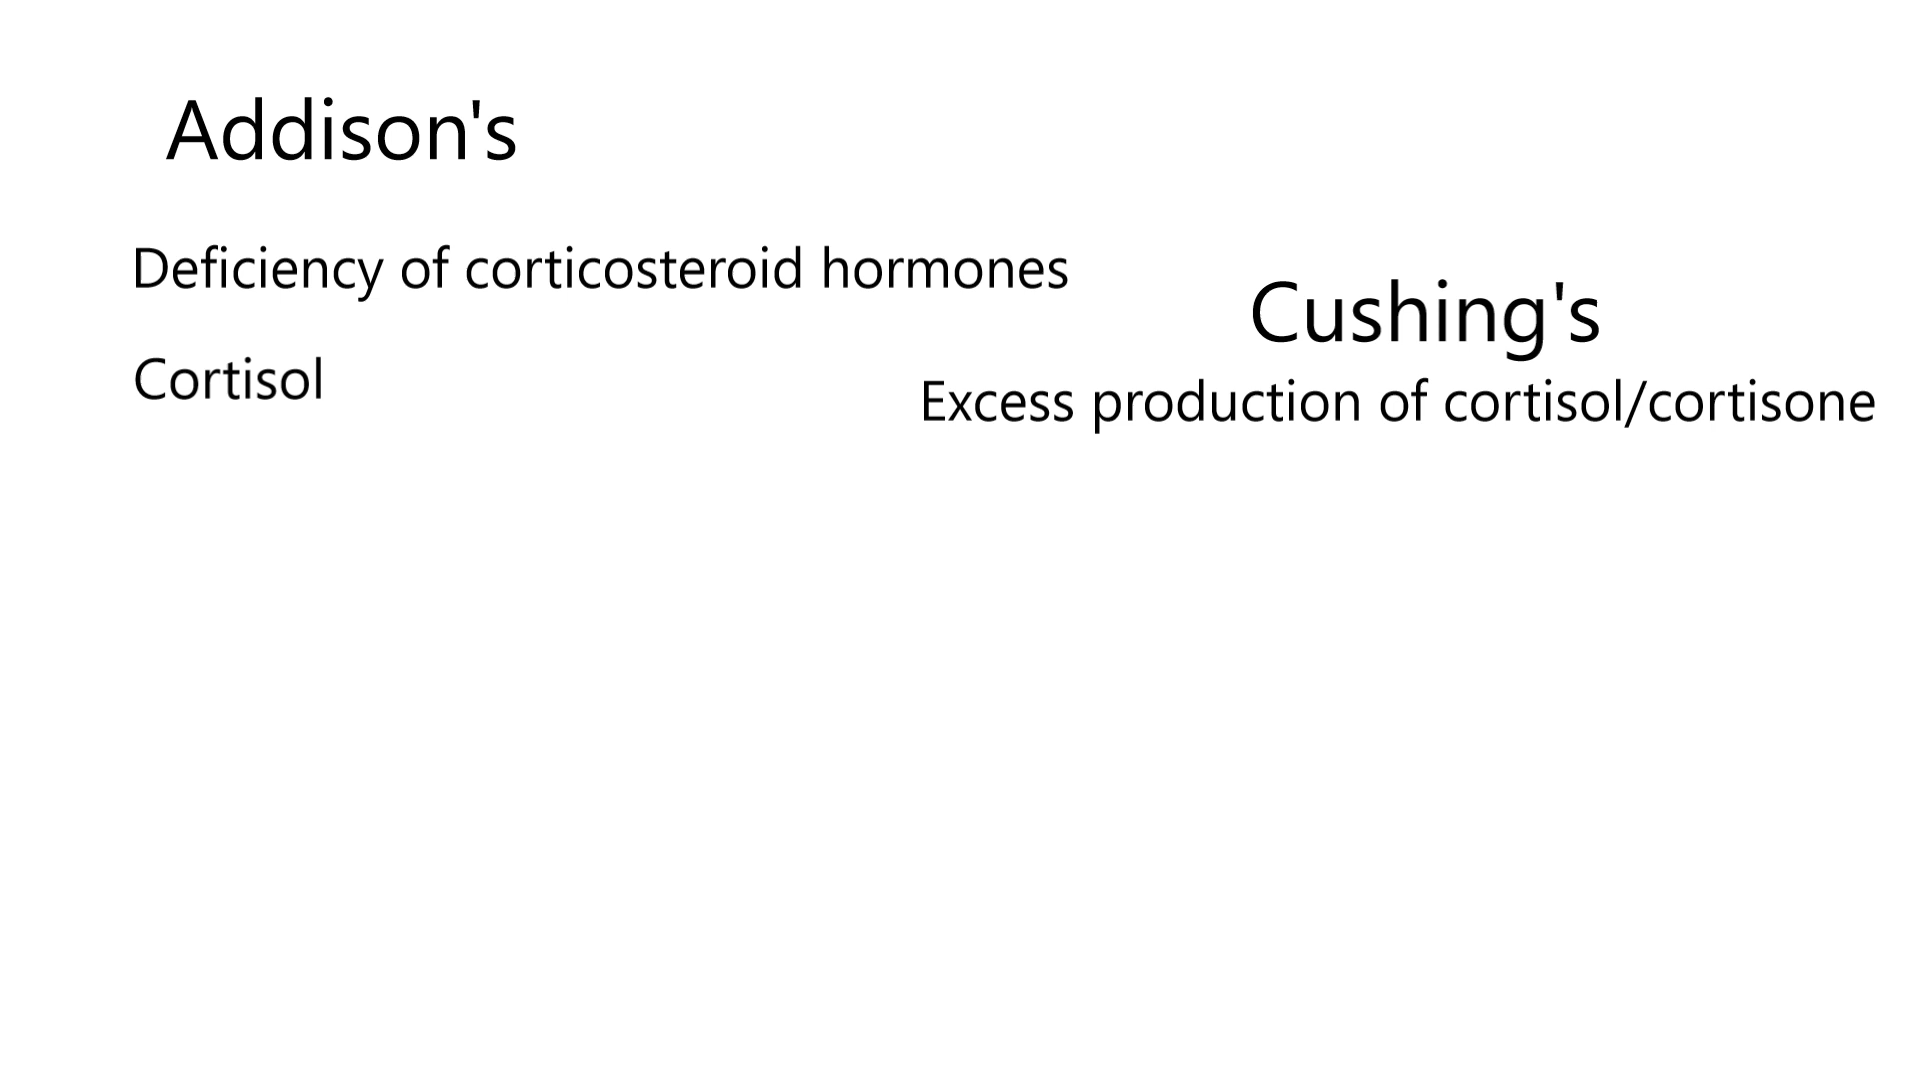 Addison's
Deficiency of corticosteroid hormones
Cortisol
Cushing's
Excess production of cortisol/cortisone